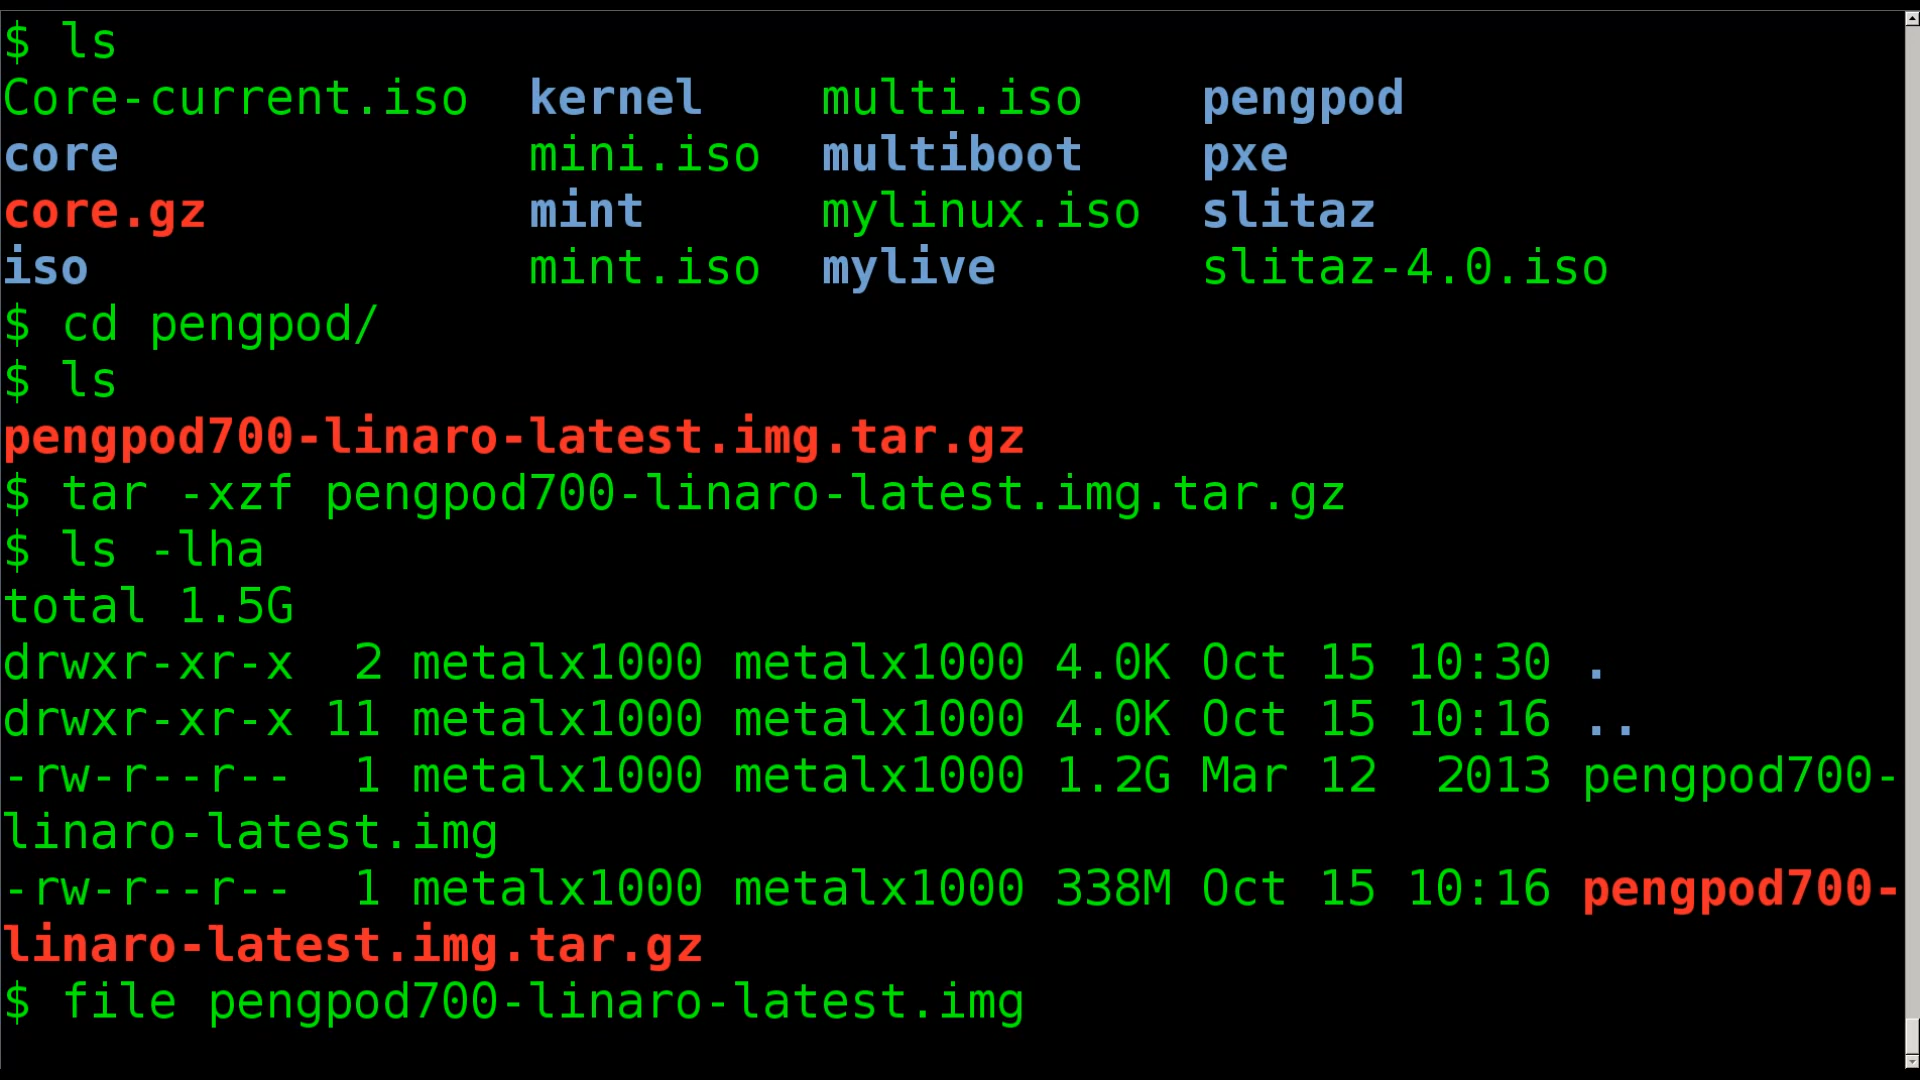 $ ls
Core-current.iso  kernel    multi.iso    pengpod
core              mini.iso  multiboot    pxe
core.gz           mint      mylinux.iso  slitaz
iso               mint.iso  mylive       slitaz-4.0.iso
$ cd pengpod/
$ ls
pengpod700-linaro-latest.img.tar.gz
$ tar -xzf pengpod700-linaro-latest.img.tar.gz
$ ls -lha
total 1.5G
drwxr-xr-x  2 metalx1000 metalx1000 4.0K Oct 15 10:30 .
drwxr-xr-x 11 metalx1000 metalx1000 4.0K Oct 15 10:16 ..
-rw-r--r--  1 metalx1000 metalx1000 1.2G Mar 12  2013 pengpod700-
linaro-latest.img
-rw-r--r--  1 metalx1000 metalx1000 338M Oct 15 10:16 pengpod700-
linaro-latest.img.tar.gz
$ file pengpod700-linaro-latest.img